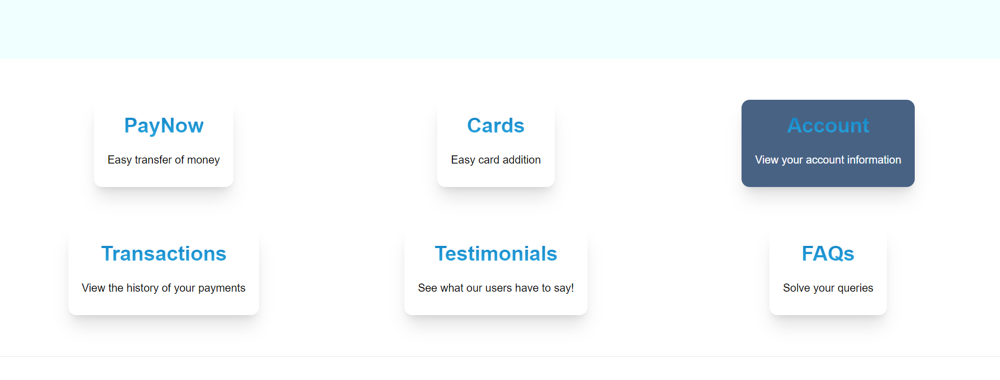 PayNow
Easy transfer of money
Cards
Easy card addition
Account
View your account information
Transactions
View the history of your payments
Testimonials
See what our users have to say!
FAQs
Solve your queries